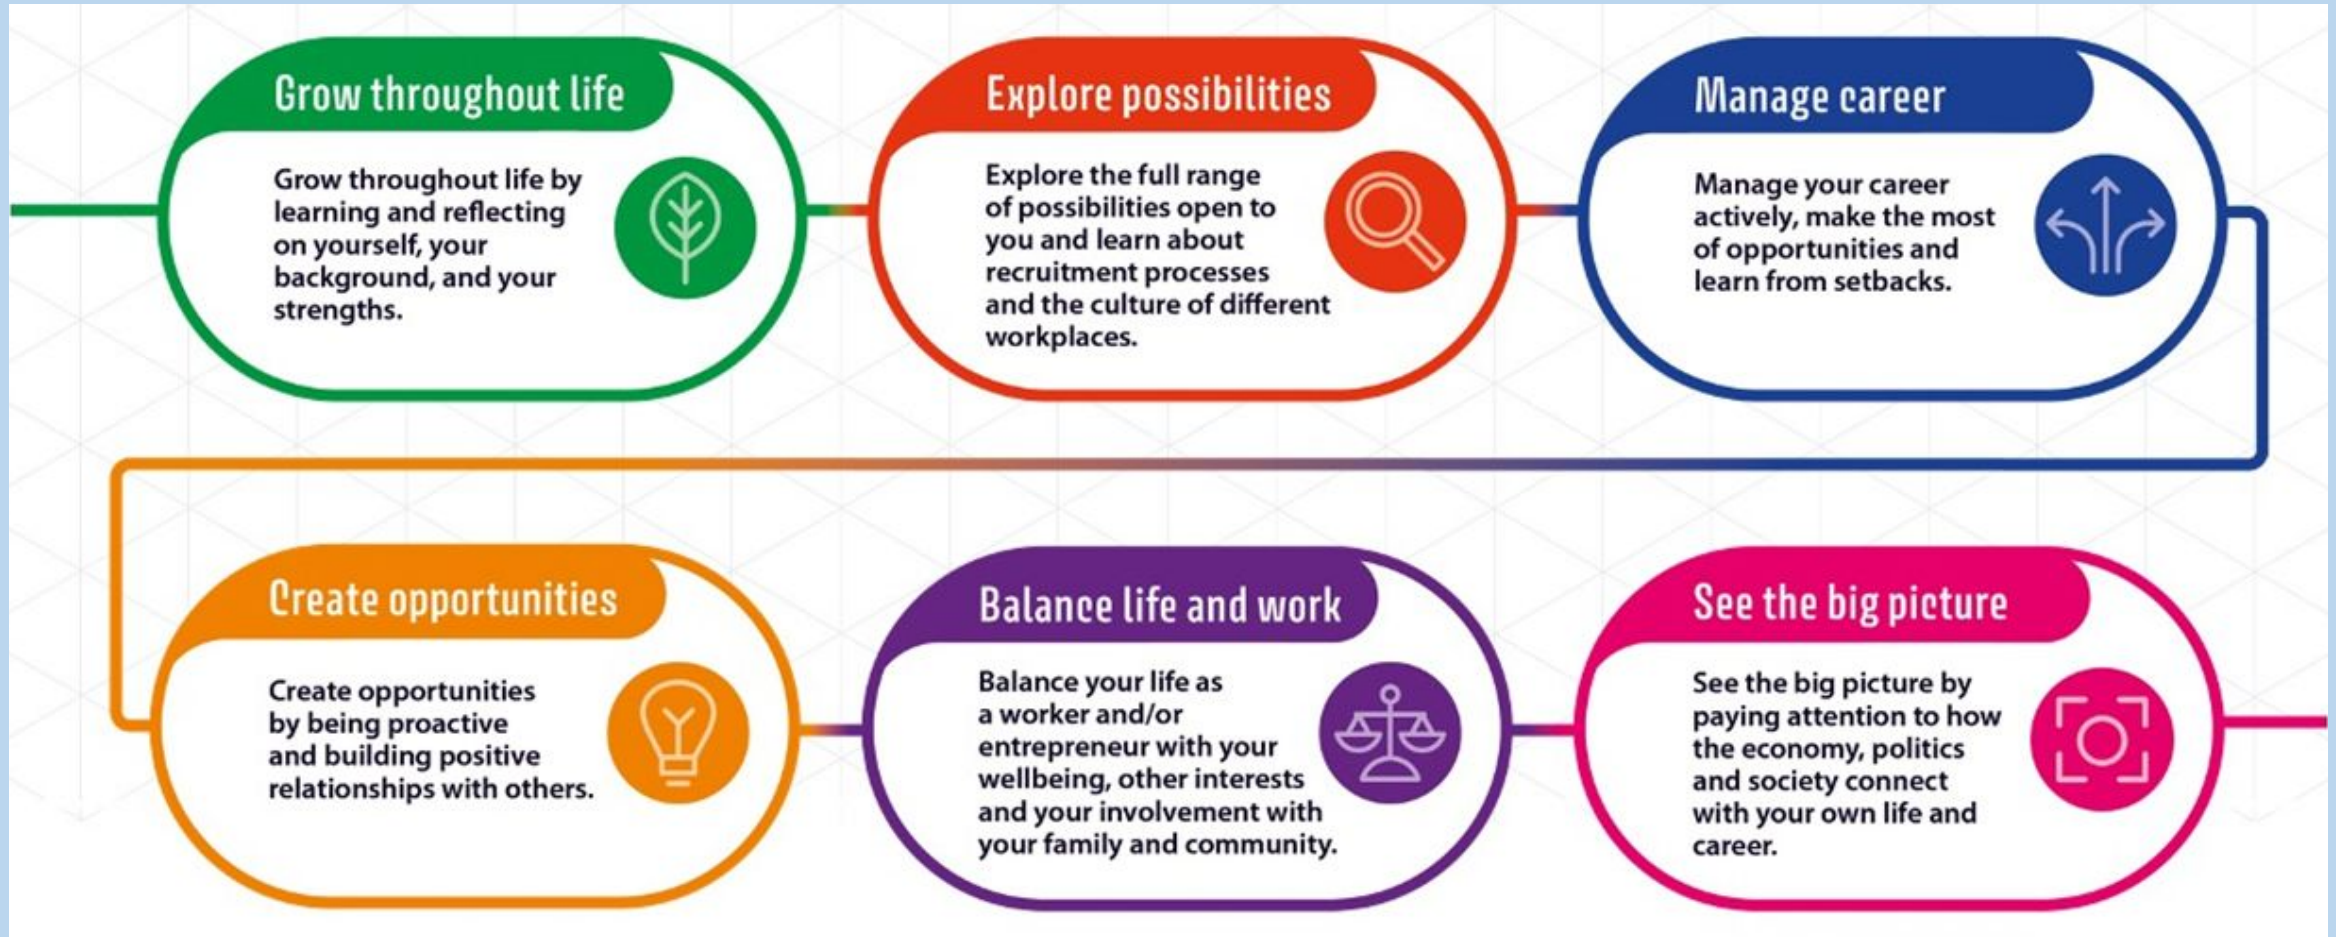 Grow throughout life
Grow throughout life by
learning and reflecting
on yourself, your
background, and your
strengths.
Explore possibilities
Explore the full range
of possibilities open to
you and learn about
recruitment processes
and the culture of different
workplaces.
Manage career
Manage your career
actively, make the most
of opportunities and
learn from setbacks.
Create opportunities
Create opportunities
by being proactive
and building positive
relationships with others.
Balance life and work
Balance your life as
a worker and/or
entrepreneur with your
wellbeing, other interests
and your involvement with
your family and community.
See the big picture
See the big picture by
paying attention to how
the economy, politics
and society connect
with your own life and
career.